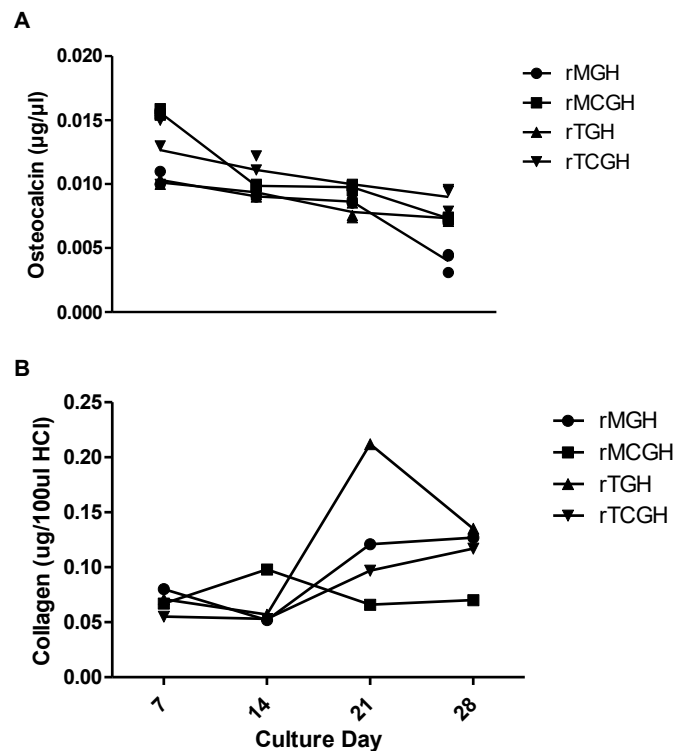 A
0.020
0.015
0.010
0.005
0.000
Osteocalcin (µg/µl)
rMGH
rMCGH
rTGH
rTCGH
B
0.25
0.20
0.15
0.10
0.05
0.00
Collagen (ug/100ul HCl)
rMGH
rMCGH
rTGH
rTCGH
7
14
21
28
Culture Day